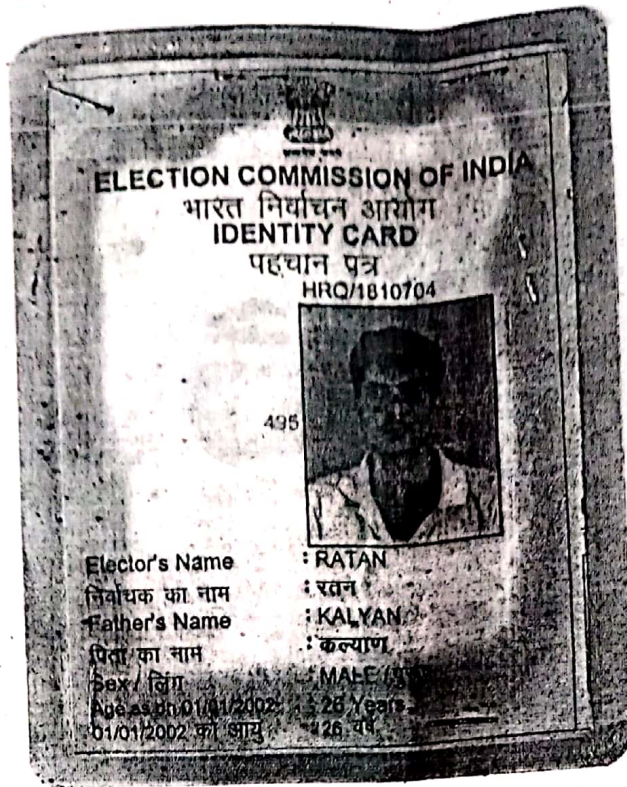 ELECTION COMMISSION OF INDIA
भारत निर्वाचन आयोग
IDENTITY CARD
पहचान पत्र
HRQ/1810704
495
Elector's Name : RATAN
निर्वाचक का नाम : रतन
Father's Name : KALYAN
पिता का नाम : कल्याण
Sex / लिंग : MALE /
Age as on 01/01/2002 : 26 Years
01/01/2002 को आयु : 26 वर्ष